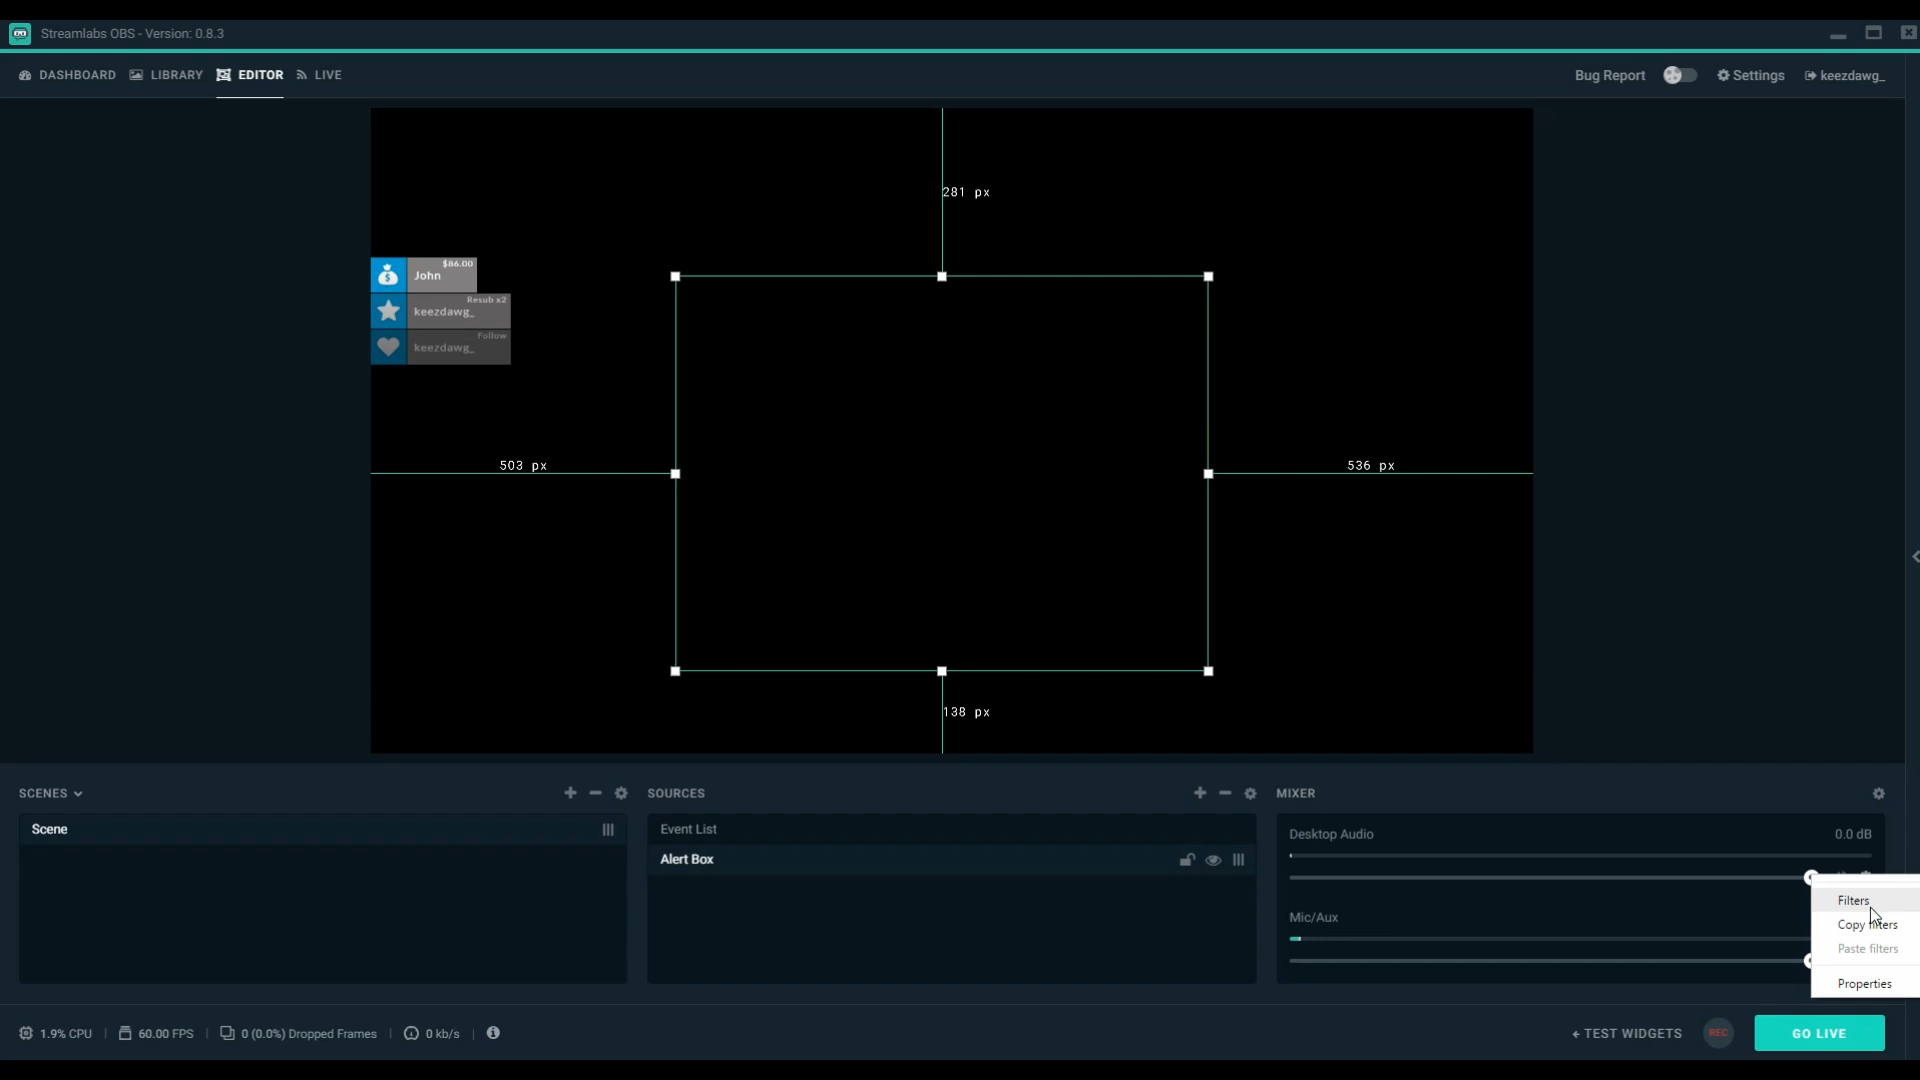 Streamlabs OBS - Version: 0.8.3
DASHBOARD LIBRARY EDITOR LIVE
Bug Report Settings keezdawg_
281 px
$86.00
John
Resub x2
keezdawg_
Follow
keezdawg_
503 px
536 px
138 px
SCENES
Scene
SOURCES
Event List
Alert Box
MIXER
Desktop Audio 0.0 dB
Mic/Aux
Filters
Copy filters
Paste filters
Properties
1.9% CPU | 60.00 FPS | 0 (0.0%) Dropped Frames | 0 kb/s |
TEST WIDGETS
REC
GO LIVE